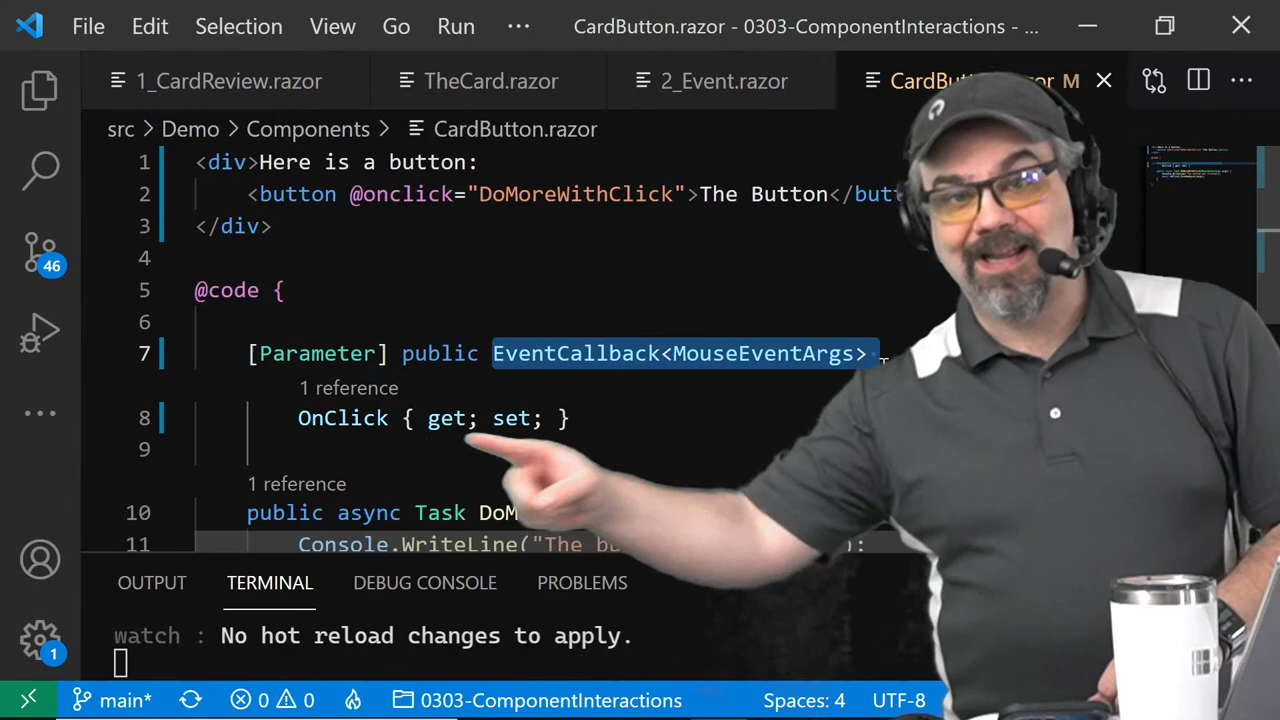 File Edit Selection View Go Run ··· CardButton.razor - 0303-ComponentInteractions - ...
1_CardReview.razor TheCard.razor 2_Event.razor M
src > Demo > Components > CardButton.razor
1 <div>Here is a button:
2 <button @onclick="DoMoreWithClick">The Button</
3 </div>
4
5 @code {
6
7 [Parameter] public EventCallback<MouseEventArgs>
1 reference
8 OnClick { get; set; }
9
1 reference
10 public async Task
11 Console.WriteLine("The
46
OUTPUT TERMINAL DEBUG CONSOLE PROBLEMS
watch : No hot reload changes to apply.
1
main* 0 0 0303-ComponentInteractions Spaces: 4 UTF-8